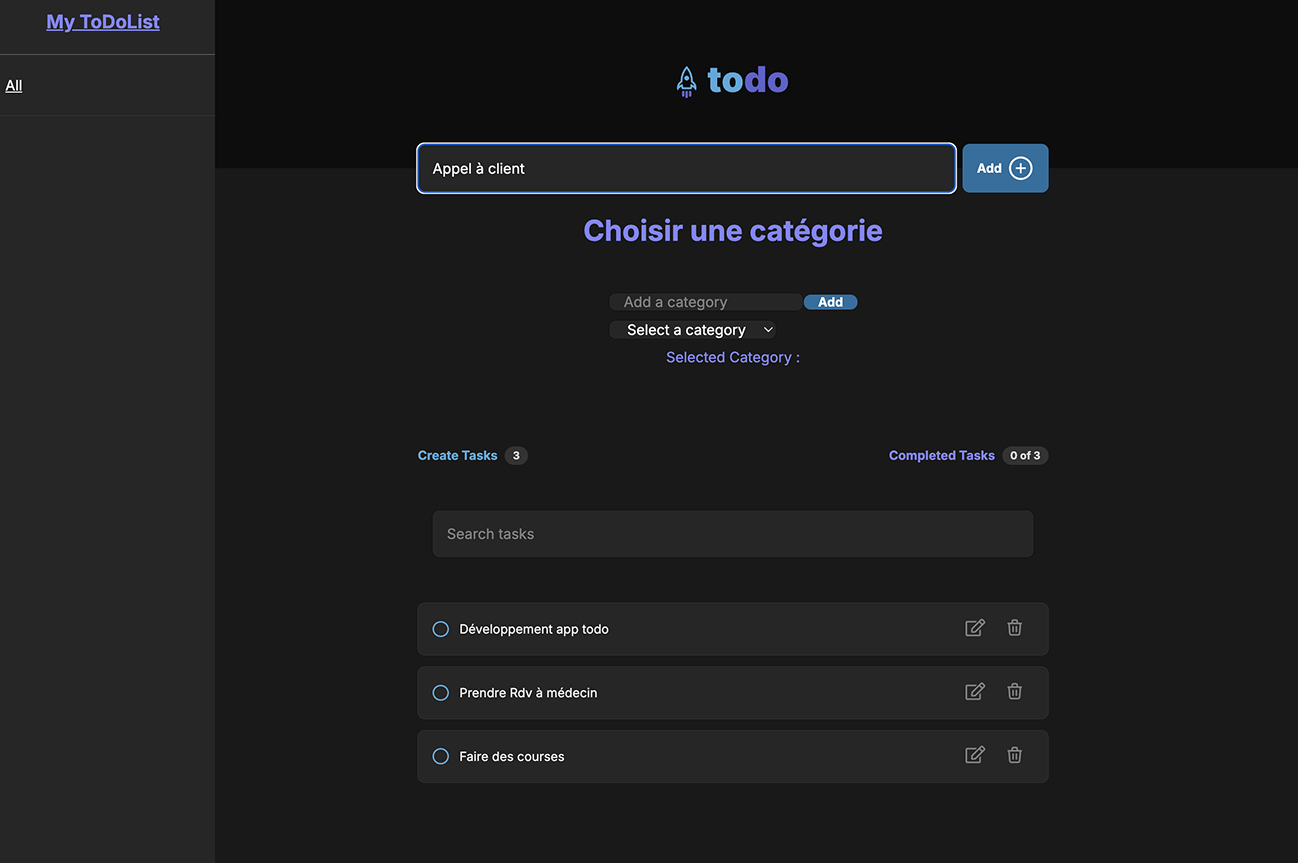 My ToDoList
All
todo
Appel à client
Add
Choisir une catégorie
Add a category
Add
Select a category
Selected Category :
Create Tasks 3
Completed Tasks 0 of 3
Search tasks
Développement app todo
Prendre Rdv à médecin
Faire des courses